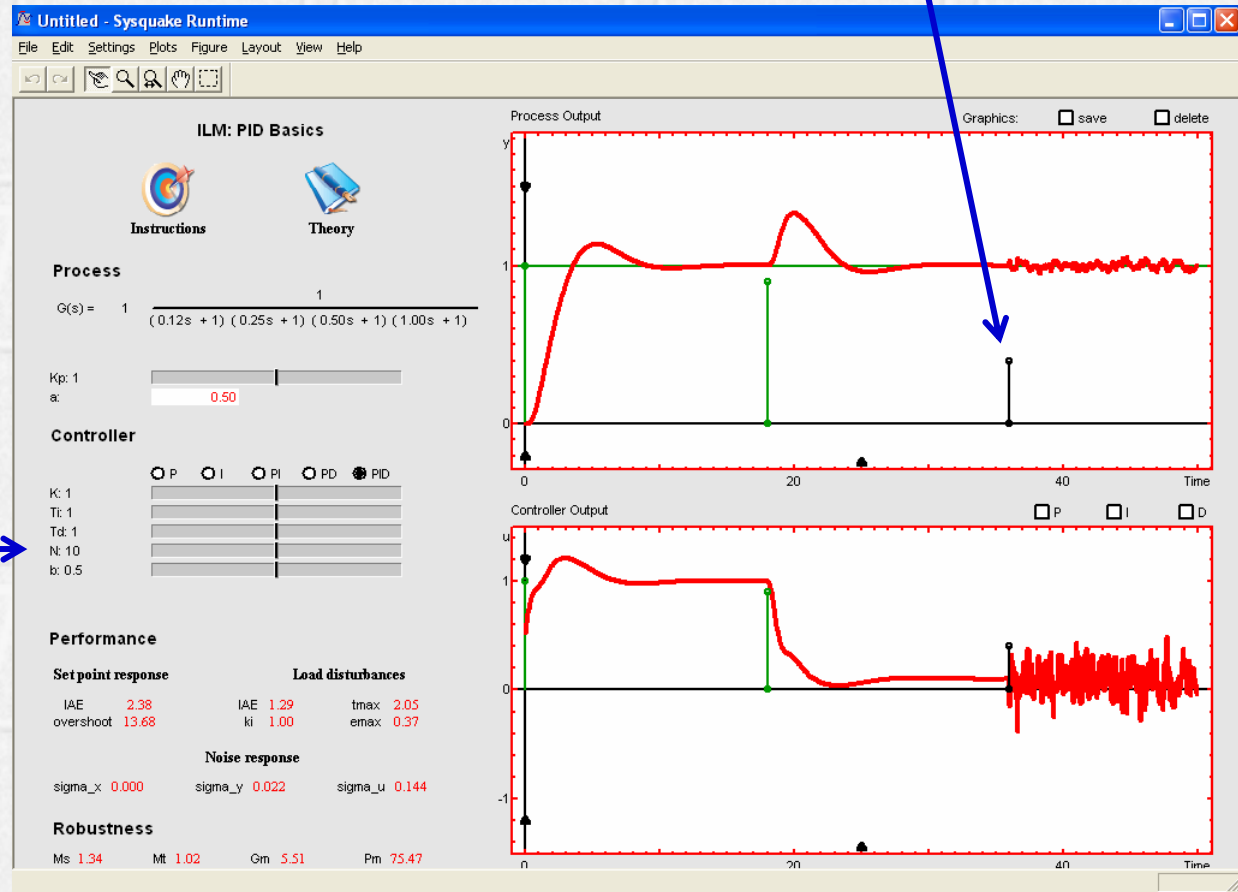 Untitled - Sysquake Runtime
File Edit Settings Plots Figure Layout View Help
ILM: PID Basics
Instructions
Theory
Process
G(s) = 1
1
( 0.12s + 1) ( 0.25s + 1) ( 0.50s + 1) ( 1.00s + 1)
Kp: 1
a: 0.50
Controller
P I PI PD PID
K: 1
Ti: 1
Td: 1
N: 10
b: 0.5
Performance
Set point response
Load disturbances
IAE 2.38 IAE 1.29 tmax 2.05
overshoot 13.68 ki 1.00 emax 0.37
Noise response
sigma_x 0.000 sigma_y 0.022 sigma_u 0.144
Robustness
Ms 1.34 Mt 1.02 Gm 5.51 Pm 75.47
Process Output
Graphics: save delete
y
1
0
0 20 40 Time
Controller Output
P I D
u
1
0
-1
0 20 40 Time